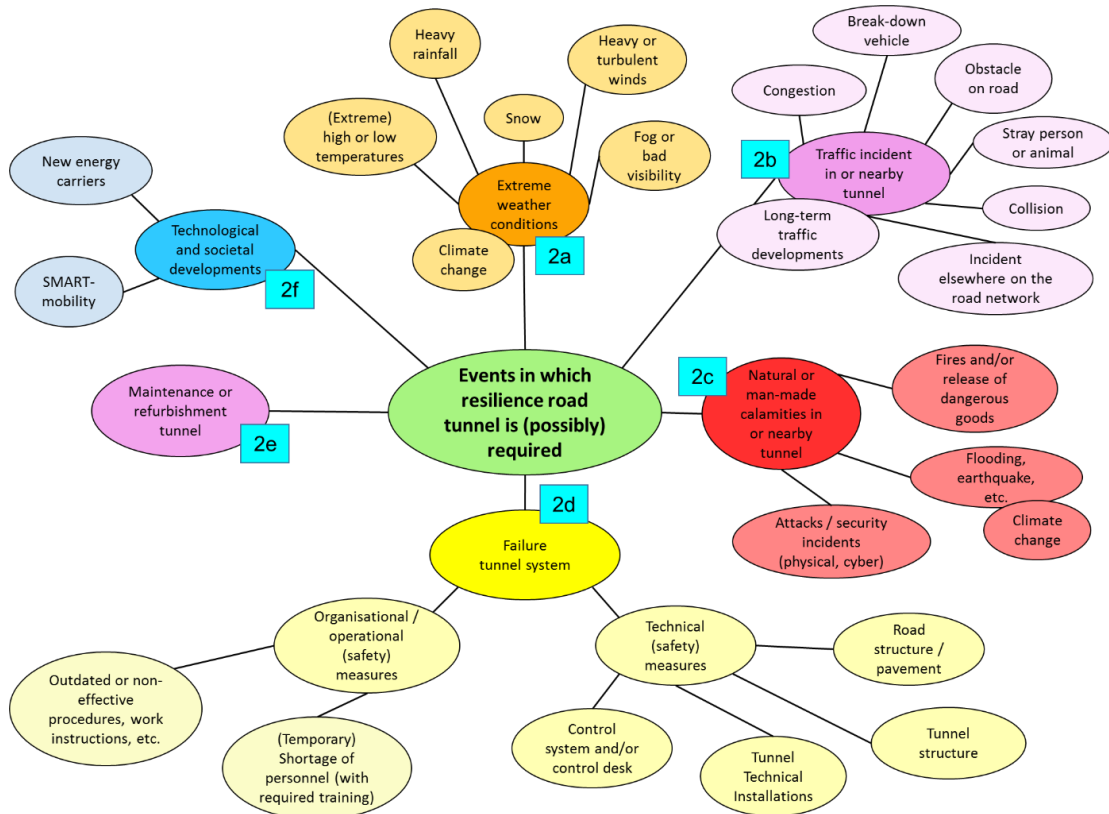 Break-down
vehicle
Heavy
rainfall
Heavy or
turbulent
winds
Obstacle
on road
Congestion
Snow
(Extreme)
high or low
temperatures
Fog or
bad
visibility
Stray person
or animal
2b
Traffic incident
in or nearby
tunnel
New energy
carriers
Extreme
weather
conditions
Collision
Technological
and societal
developments
Long-term
traffic
developments
Climate
change
2a
Incident
elsewhere on the
road network
SMART-
mobility
2f
2c
Fires and/or
release of
dangerous
goods
Events in which
resilience road
tunnel is (possibly)
required
Natural or
man-made
calamities in
or nearby
tunnel
Maintenance or
refurbishment
tunnel
2e
Flooding,
earthquake,
etc.
Climate
change
2d
Attacks / security
incidents
(physical, cyber)
Failure
tunnel system
Organisational /
operational
(safety)
measures
Technical
(safety)
measures
Road
structure /
pavement
Outdated or non-
effective
procedures, work
instructions, etc.
(Temporary)
Shortage of
personnel (with
required training)
Control
system and/or
control desk
Tunnel
Technical
Installations
Tunnel
structure